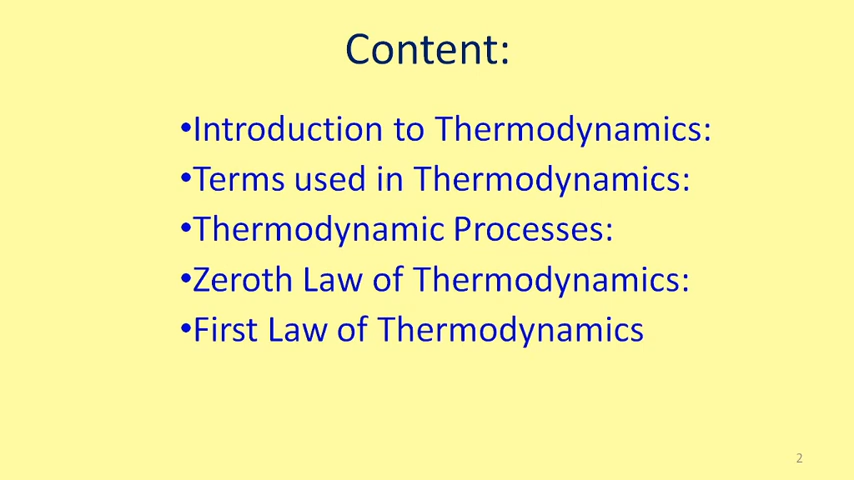 Content:
•Introduction to Thermodynamics:
•Terms used in Thermodynamics:
•Thermodynamic Processes:
•Zeroth Law of Thermodynamics:
•First Law of Thermodynamics
2